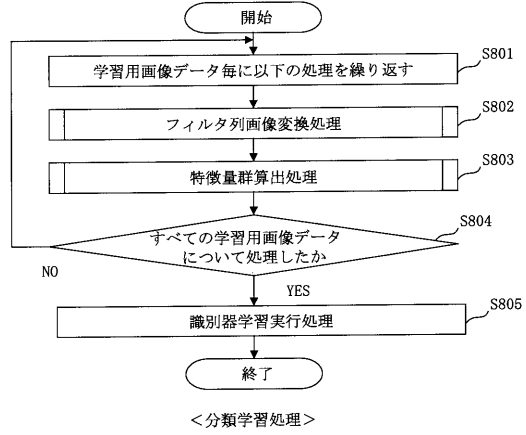 開始
学習用画像データ毎に以下の処理を繰り返す
S801
フィルタ列画像変換処理
S802
特徴量群算出処理
S803
すべての学習用画像データ
について処理したか
S804
NO
YES
識別器学習実行処理
S805
終了
＜分類学習処理＞